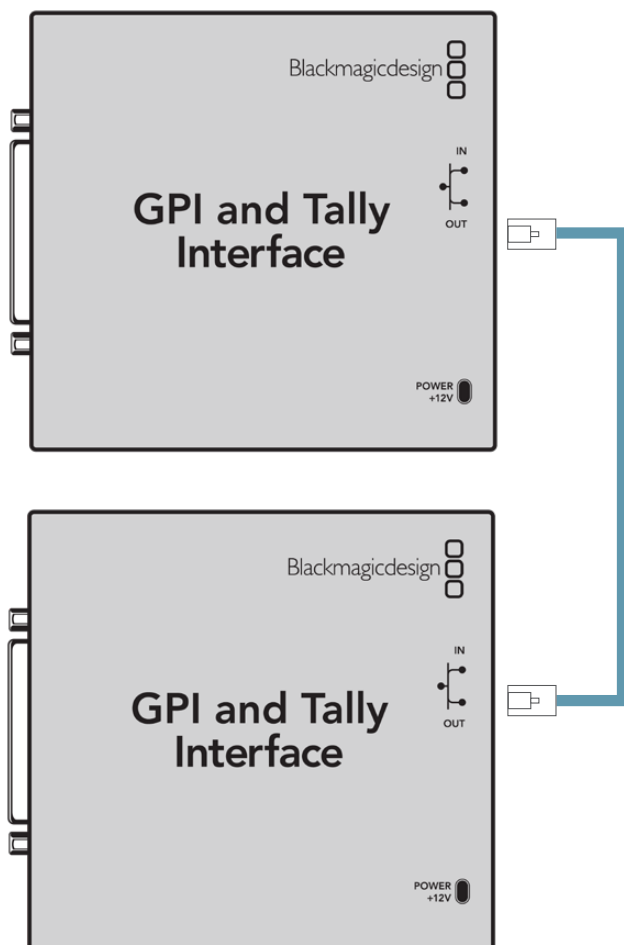 Blackmagicdesign
IN
GPI and Tally
Interface
OUT
POWER
+12V
Blackmagicdesign
IN
GPI and Tally
Interface
OUT
POWER
+12V